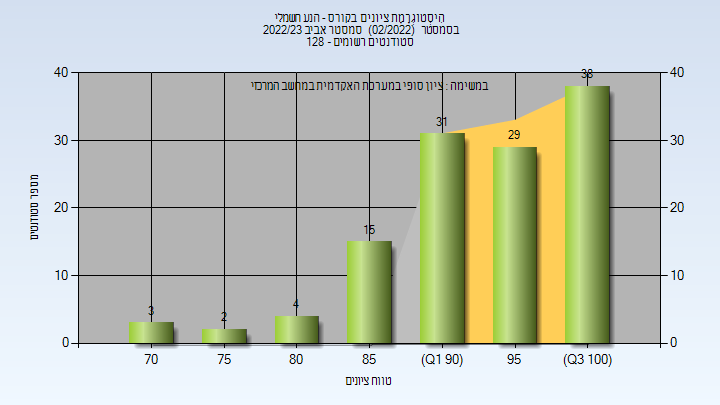 היסטוגרמת ציונים בקורס - הנע חשמלי
בסמסטר (02/2022) סמסטר אביב 2022/23
סטודנטים רשומים - 128
במשימה : ציון סופי במערכת האקדמית במחשב המרכזי
40
30
20
10
0
40
30
20
10
0
מספר סטודנטים
3
2
4
15
31
29
38
70
75
80
85
(Q1 90)
95
(Q3 100)
טווח ציונים